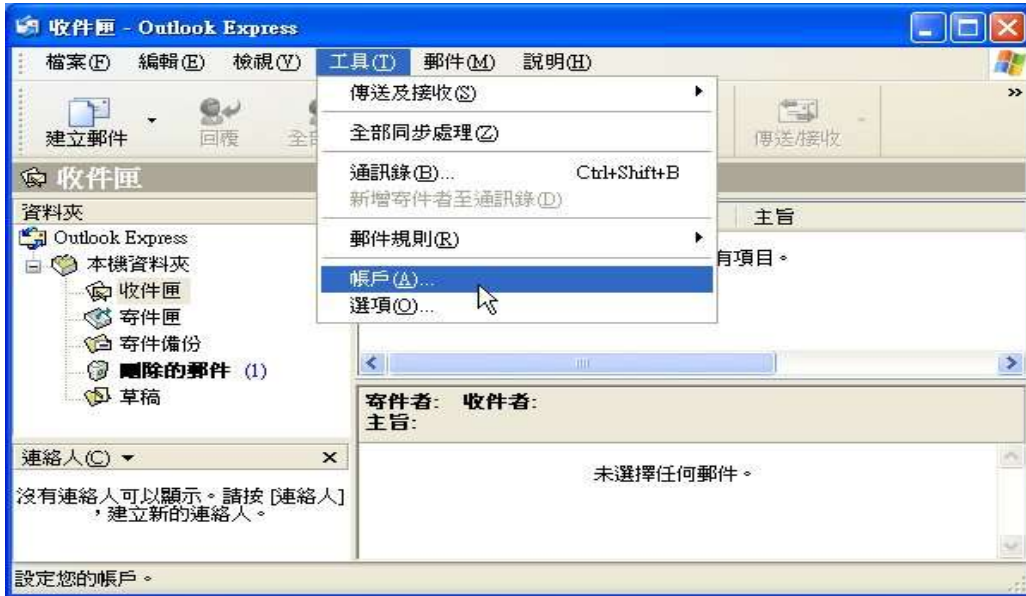 收件匣 - Outlook Express
檔案(F) 編輯(E) 檢視(V) 工具(T) 郵件(M) 說明(H)
傳送及接收(S)
全部同步處理(Z)
通訊錄(B)... Ctrl+Shift+B
新增寄件者至通訊錄(D)
郵件規則(R)
帳戶(A)...
選項(O)...
建立郵件 回覆 全 傳送/接收
收件匣
資料夾
Outlook Express
本機資料夾
收件匣
寄件匣
寄件備份
刪除的郵件 (1)
草稿
連絡人(C)
沒有連絡人可以顯示。請按 [連絡人]
，建立新的連絡人。
主旨
有項目。
寄件者: 收件者:
主旨:
未選擇任何郵件。
設定您的帳戶。